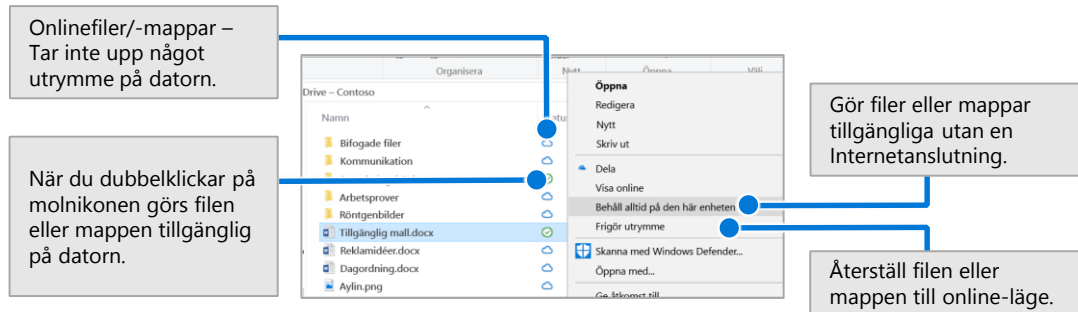 Onlinefiler/-mappar –
Tar inte upp något
utrymme på datorn.
När du dubbelklickar på
molnikonen görs filen
eller mappen tillgänglig
på datorn.
Organisera
Nytt
Öppna
Drive – Contoso
Namn
Bifogade filer
Kommunikation
Arbetsprover
Röntgenbilder
Tillgänglig mall.docx
Reklamidéer.docx
Dagordning.docx
Aylin.png
Öppna
Redigera
Nytt
Skriv ut
Dela
Visa online
Behåll alltid på den här enheten
Frigör utrymme
Skanna med Windows Defender...
Öppna med...
Ge åtkomst till
Gör filer eller mappar
tillgängliga utan en
Internetanslutning.
Återställ filen eller
mappen till online-läge.